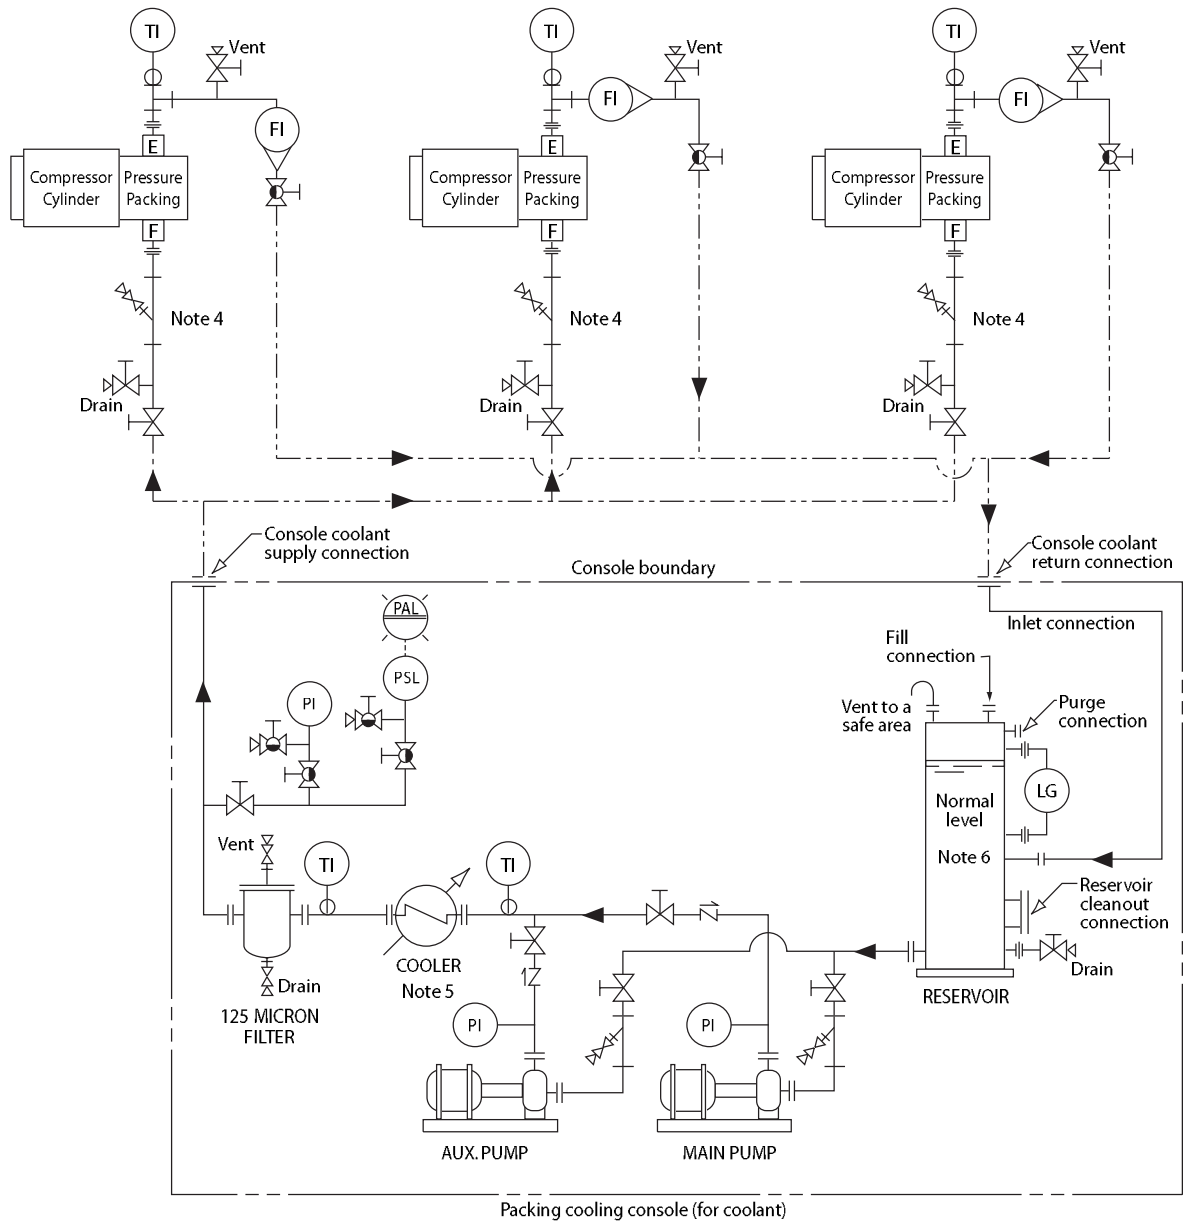 TI
Vent
TI
Vent
TI
Vent
FI
FI
FI
E
E
E
Compressor
Cylinder
Pressure
Packing
Compressor
Cylinder
Pressure
Packing
Compressor
Cylinder
Pressure
Packing
F
F
F
Note 4
Note 4
Note 4
Drain
Drain
Drain
Console coolant
supply connection
Console boundary
Console coolant
return connection
PAL
Inlet connection
Fill
connection
PSL
PI
Vent to a
safe area
Purge
connection
LG
Normal
level
Note 6
Vent
TI
TI
Reservoir
cleanout
connection
COOLER
Note 5
Drain
Drain
RESERVOIR
125 MICRON
FILTER
PI
PI
AUX. PUMP
MAIN PUMP
Packing cooling console (for coolant)